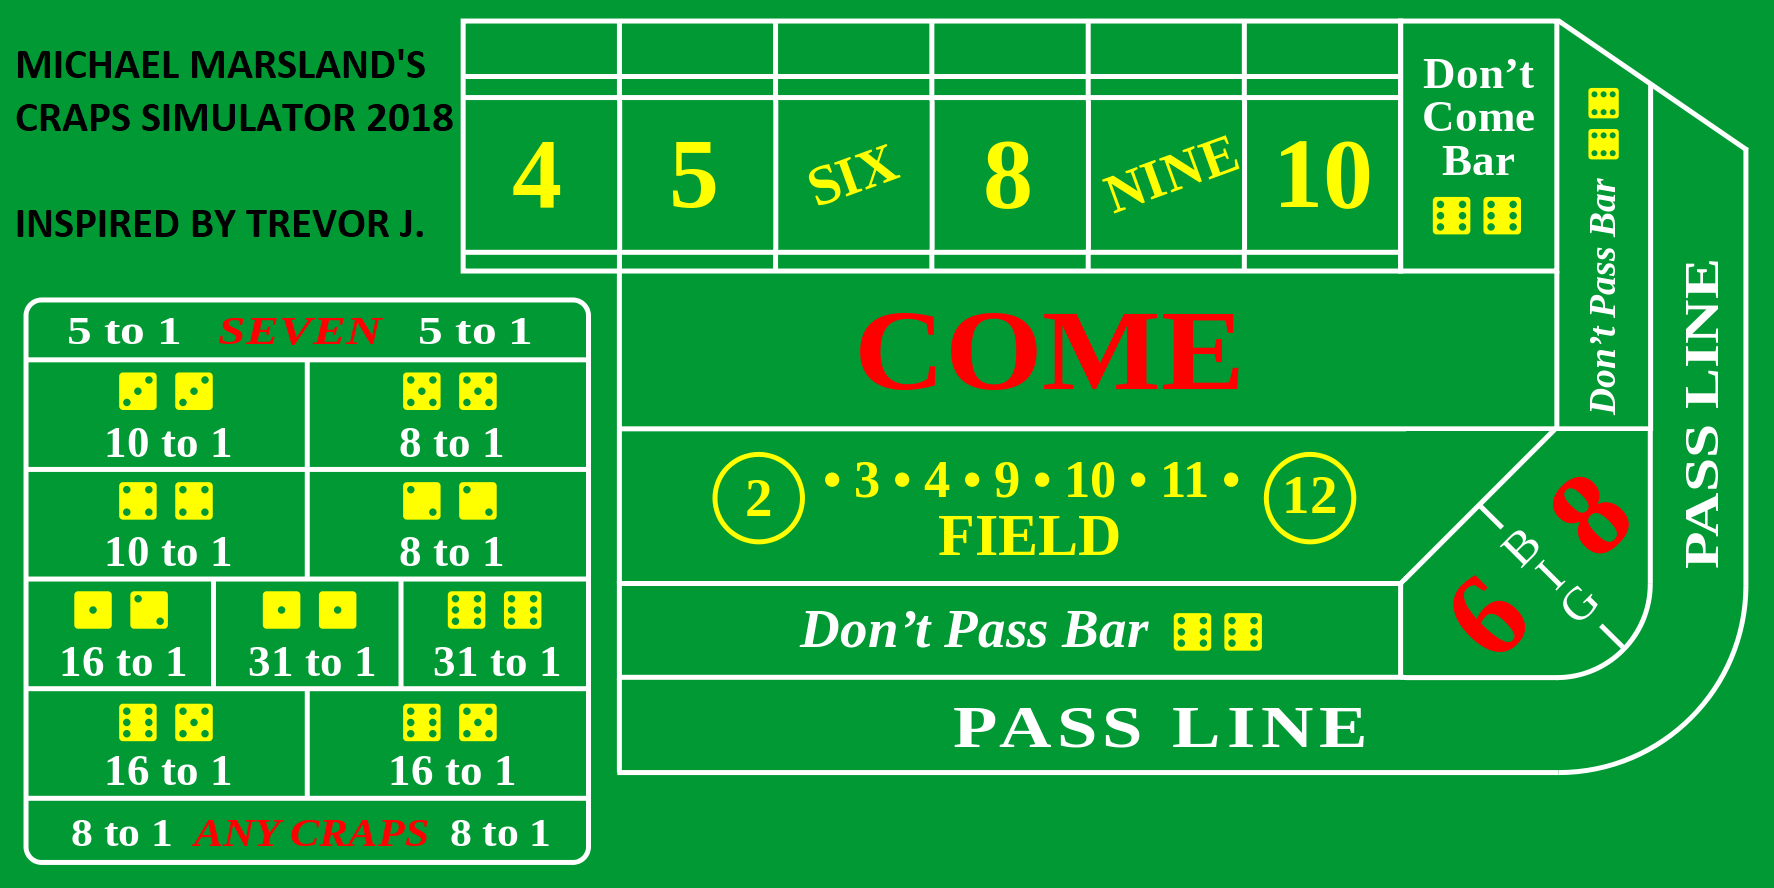 MICHAEL MARSLAND'S
CRAPS SIMULATOR 2018
INSPIRED BY TREVOR J.
4 5 SIX 8 NINE 10
Don’t
Come
Bar
Don’t Pass Bar
PASS LINE
COME
2 • 3 • 4 • 9 • 10 • 11 • 12
FIELD
BIG
6 8
Don’t Pass Bar
PASS LINE
5 to 1 SEVEN 5 to 1
10 to 1 8 to 1
10 to 1 8 to 1
16 to 1 31 to 1 31 to 1
16 to 1 16 to 1
8 to 1 ANY CRAPS 8 to 1